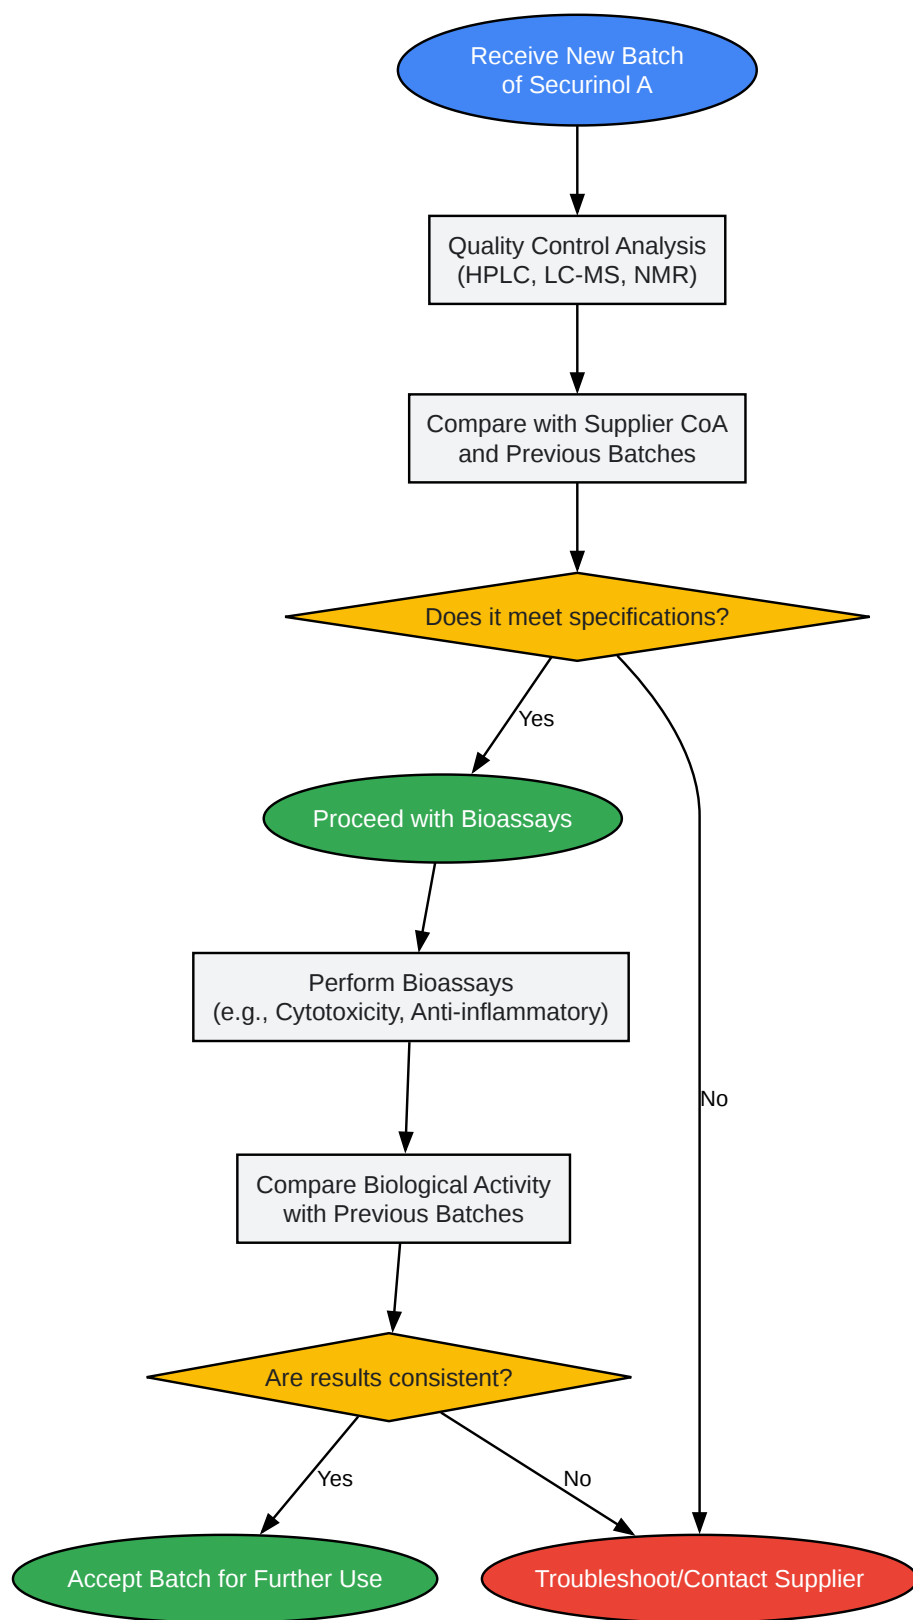 Receive New Batch
of Securinol A
Quality Control Analysis
(HPLC, LC-MS, NMR)
Compare with Supplier CoA
and Previous Batches
Does it meet specifications?
Yes
Proceed with Bioassays
Perform Bioassays
(e.g., Cytotoxicity, Anti-inflammatory)
No
Compare Biological Activity
with Previous Batches
Are results consistent?
Yes
No
Accept Batch for Further Use
Troubleshoot/Contact Supplier